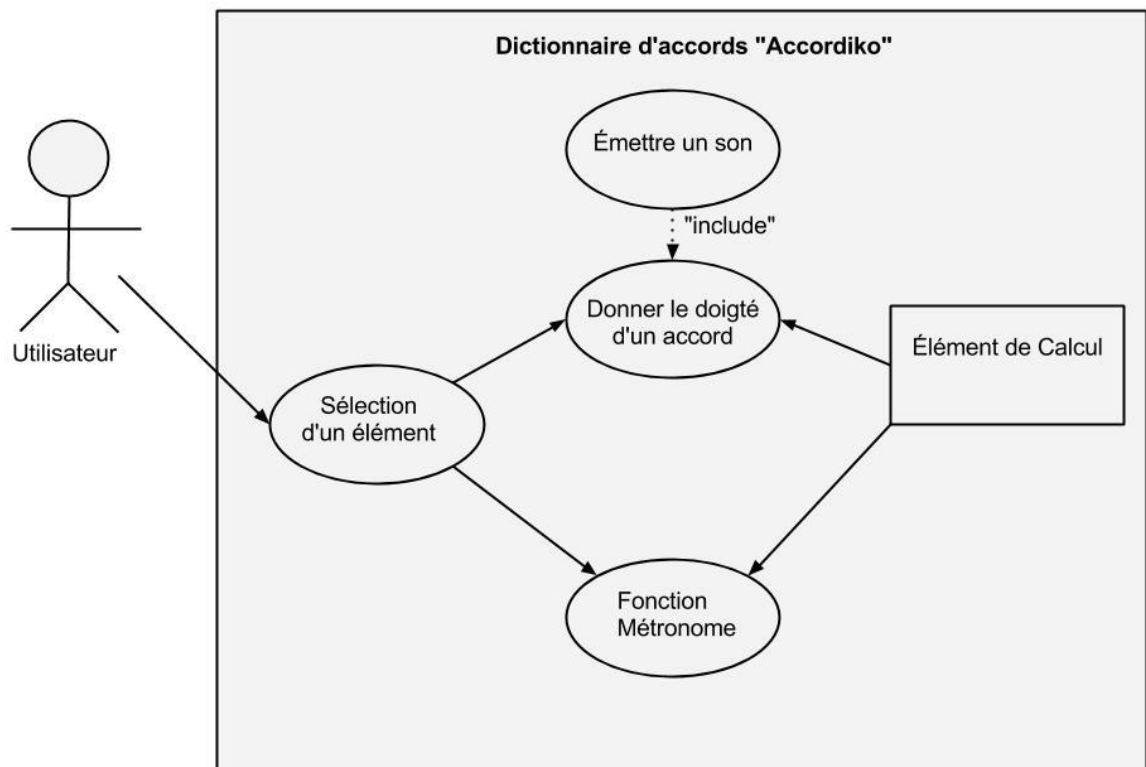 Dictionnaire d'accords "Accordiko"
Émettre un son
"include"
Donner le doigté
d'un accord
Élément de Calcul
Utilisateur
Sélection
d'un élément
Fonction
Métronome